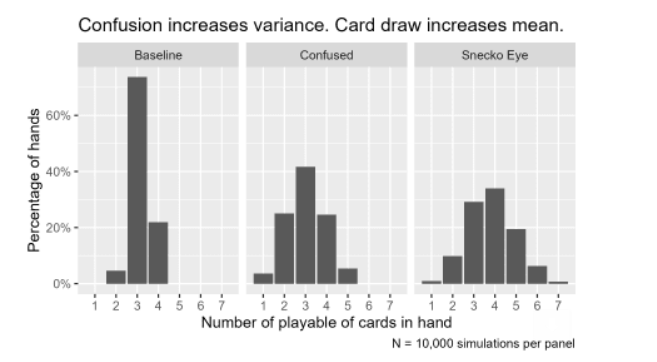 Confusion increases variance. Card draw increases mean.
Baseline
Confused
Snecko Eye
Percentage of hands
60%
40%
20%
0%
1 2 3 4 5 6 7
1 2 3 4 5 6 7
1 2 3 4 5 6 7
Number of playable of cards in hand
N = 10,000 simulations per panel